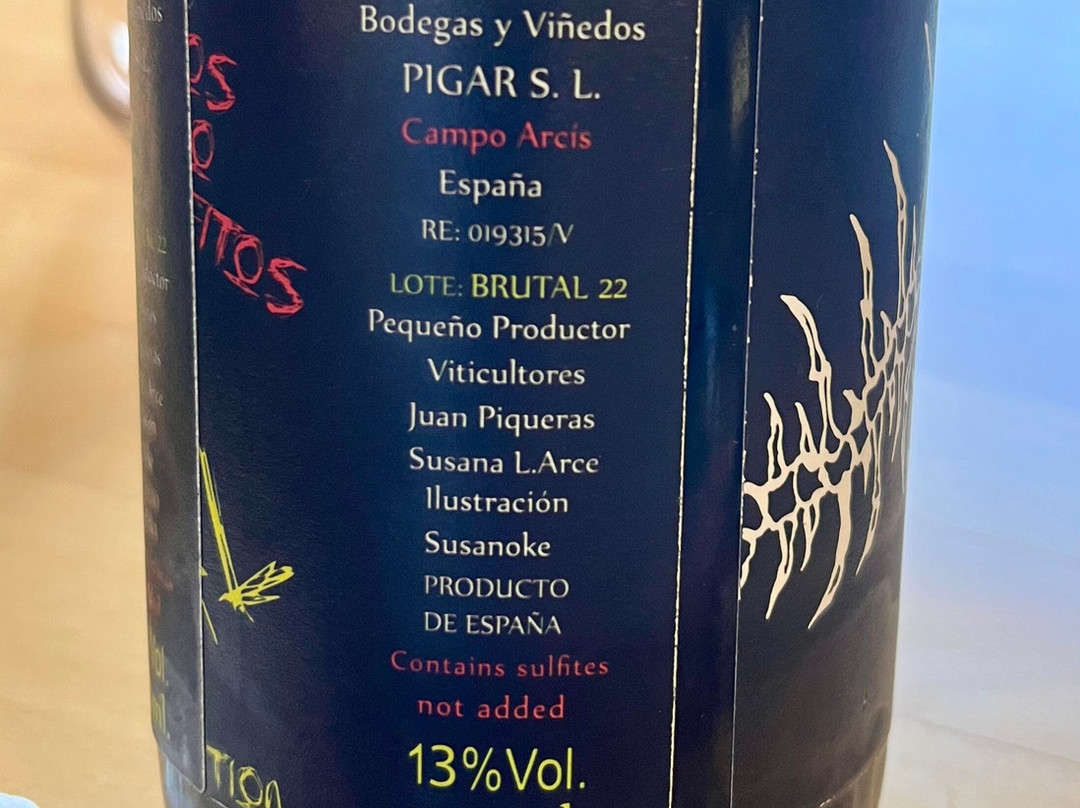 Bodegas y Viñedos
PIGAR S. L.
Campo Arcís
España
RE: 019315/V
LOTE: BRUTAL 22
Pequeño Productor
Viticultores
Juan Piqueras
Susana L.Arce
Ilustración
Susanoke
PRODUCTO
DE ESPAÑA
Contains sulfites
not added
13%Vol.